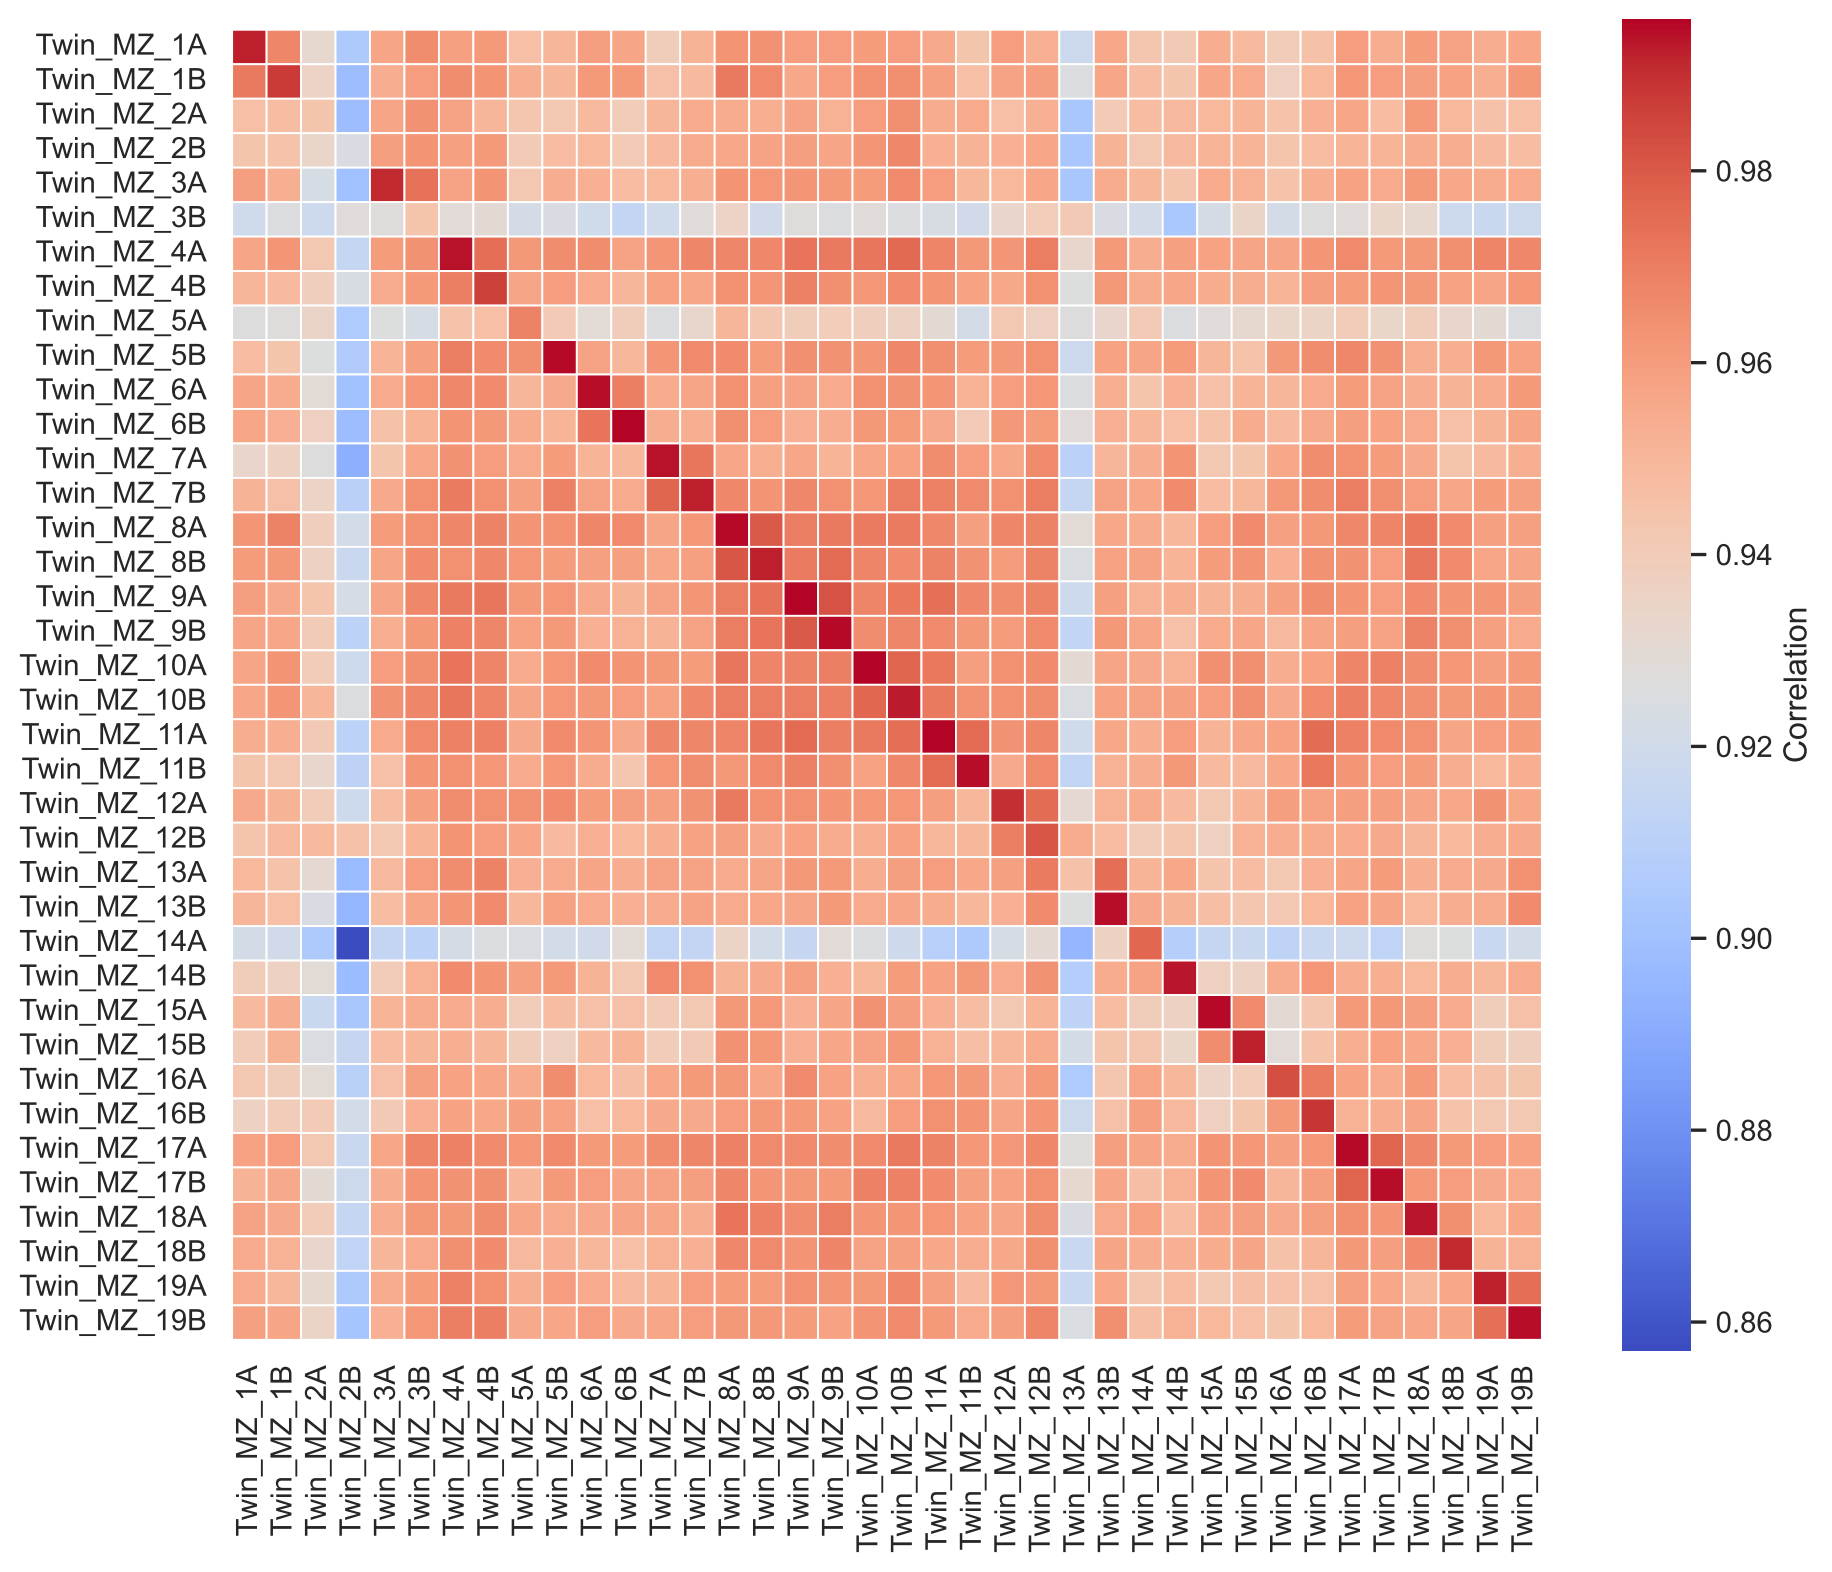 Twin_MZ_1A
Twin_MZ_1B
Twin_MZ_2A
Twin_MZ_2B
Twin_MZ_3A
Twin_MZ_3B
Twin_MZ_4A
Twin_MZ_4B
Twin_MZ_5A
Twin_MZ_5B
Twin_MZ_6A
Twin_MZ_6B
Twin_MZ_7A
Twin_MZ_7B
Twin_MZ_8A
Twin_MZ_8B
Twin_MZ_9A
Twin_MZ_9B
Twin_MZ_10A
Twin_MZ_10B
Twin_MZ_11A
Twin_MZ_11B
Twin_MZ_12A
Twin_MZ_12B
Twin_MZ_13A
Twin_MZ_13B
Twin_MZ_14A
Twin_MZ_14B
Twin_MZ_15A
Twin_MZ_15B
Twin_MZ_16A
Twin_MZ_16B
Twin_MZ_17A
Twin_MZ_17B
Twin_MZ_18A
Twin_MZ_18B
Twin_MZ_19A
Twin_MZ_19B
Twin_MZ_1A
Twin_MZ_1B
Twin_MZ_2A
Twin_MZ_2B
Twin_MZ_3A
Twin_MZ_3B
Twin_MZ_4A
Twin_MZ_4B
Twin_MZ_5A
Twin_MZ_5B
Twin_MZ_6A
Twin_MZ_6B
Twin_MZ_7A
Twin_MZ_7B
Twin_MZ_8A
Twin_MZ_8B
Twin_MZ_9A
Twin_MZ_9B
Twin_MZ_10A
Twin_MZ_10B
Twin_MZ_11A
Twin_MZ_11B
Twin_MZ_12A
Twin_MZ_12B
Twin_MZ_13A
Twin_MZ_13B
Twin_MZ_14A
Twin_MZ_14B
Twin_MZ_15A
Twin_MZ_15B
Twin_MZ_16A
Twin_MZ_16B
Twin_MZ_17A
Twin_MZ_17B
Twin_MZ_18A
Twin_MZ_18B
Twin_MZ_19A
Twin_MZ_19B
0.98
0.96
0.94
0.92
0.90
0.88
0.86
Correlation